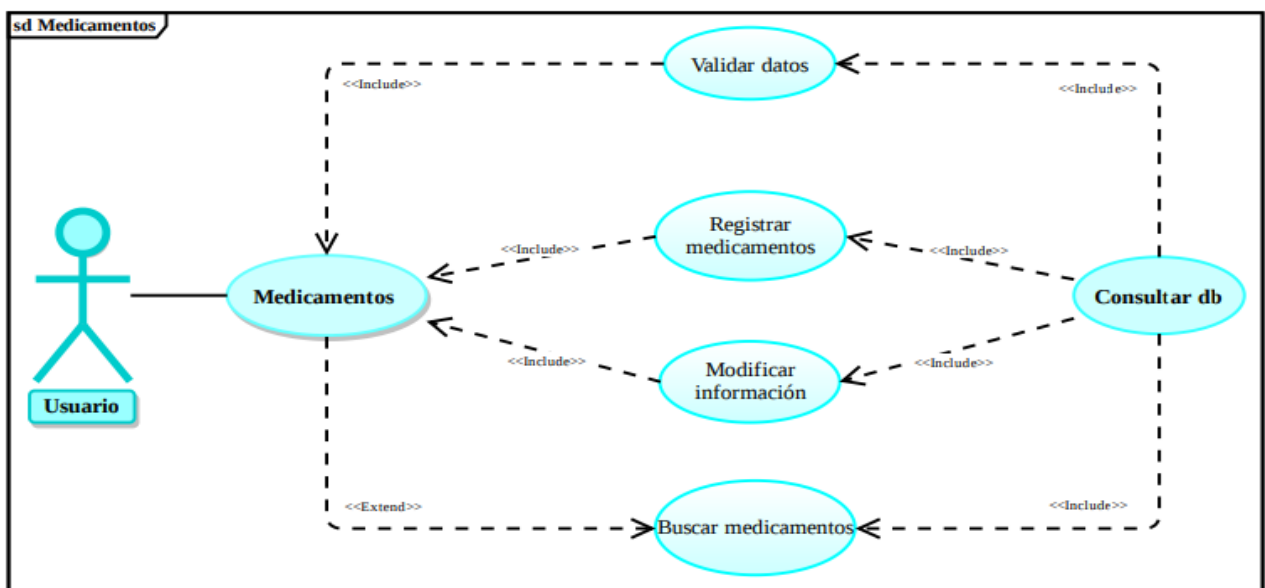 sd Medicamentos
Validar datos
<<Include>>
<<Include>>
Registrar
medicamentos
<<Include>>
<<Include>>
Medicamentos
Consultar db
<<Include>>
<<Include>>
Modificar
información
Usuario
<<Extend>>
<<Include>>
Buscar medicamentos